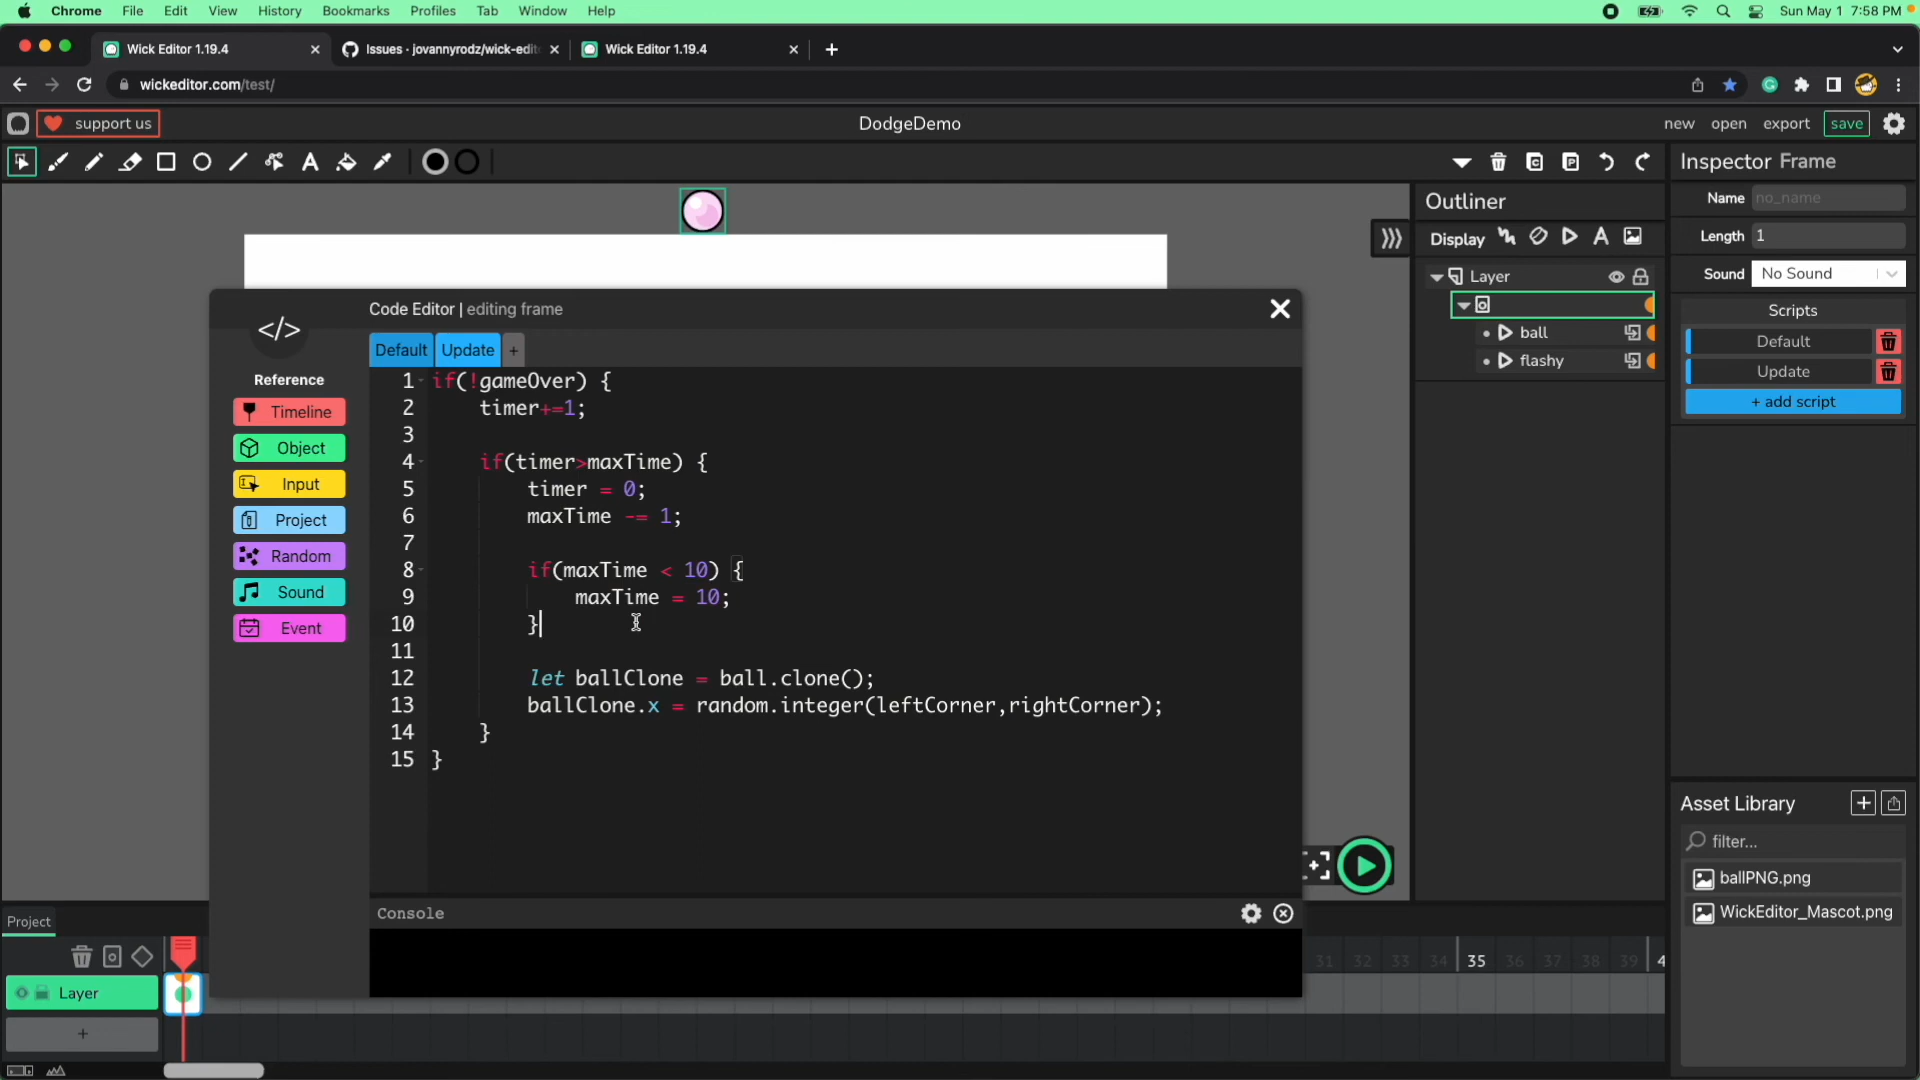 Chrome File Edit View History Bookmarks Profiles Tab Window Help Sun May 1 7:58 PM
Wick Editor 1.19.4 Issues · jovannyrodz/wick-edit Wick Editor 1.19.4
wickeditor.com/test/
support us DodgeDemo new open export save
Inspector Frame
Name no_name
Length 1
Sound No Sound
Scripts
Default
Update
+ add script
Outliner
Display
Layer
ball
flashy
Code Editor | editing frame
Default Update +
Reference
Timeline
Object
Input
Project
Random
Sound
Event
1 if(!gameOver) {
2 timer+=1;
3
4 if(timer>maxTime) {
5 timer = 0;
6 maxTime -= 1;
7
8 if(maxTime < 10) {
9 maxTime = 10;
10 }
11
12 let ballClone = ball.clone();
13 ballClone.x = random.integer(leftCorner,rightCorner);
14 }
15 }
Console
Asset Library
filter...
ballPNG.png
WickEditor_Mascot.png
Project
31 32 33 34 35 36 37 38 39 4
Layer
+